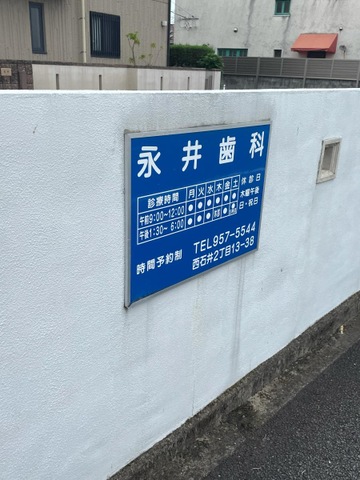 永井歯科
診療時間 月 火 水 木 金 土 休診日
午前9:00~12:00 ● ● ● ● ● ● 木曜午後
午後1:30~6:00 ● ● ● ● 日・祝日
時間予約制 TEL957-5544
西石井2丁目13-38